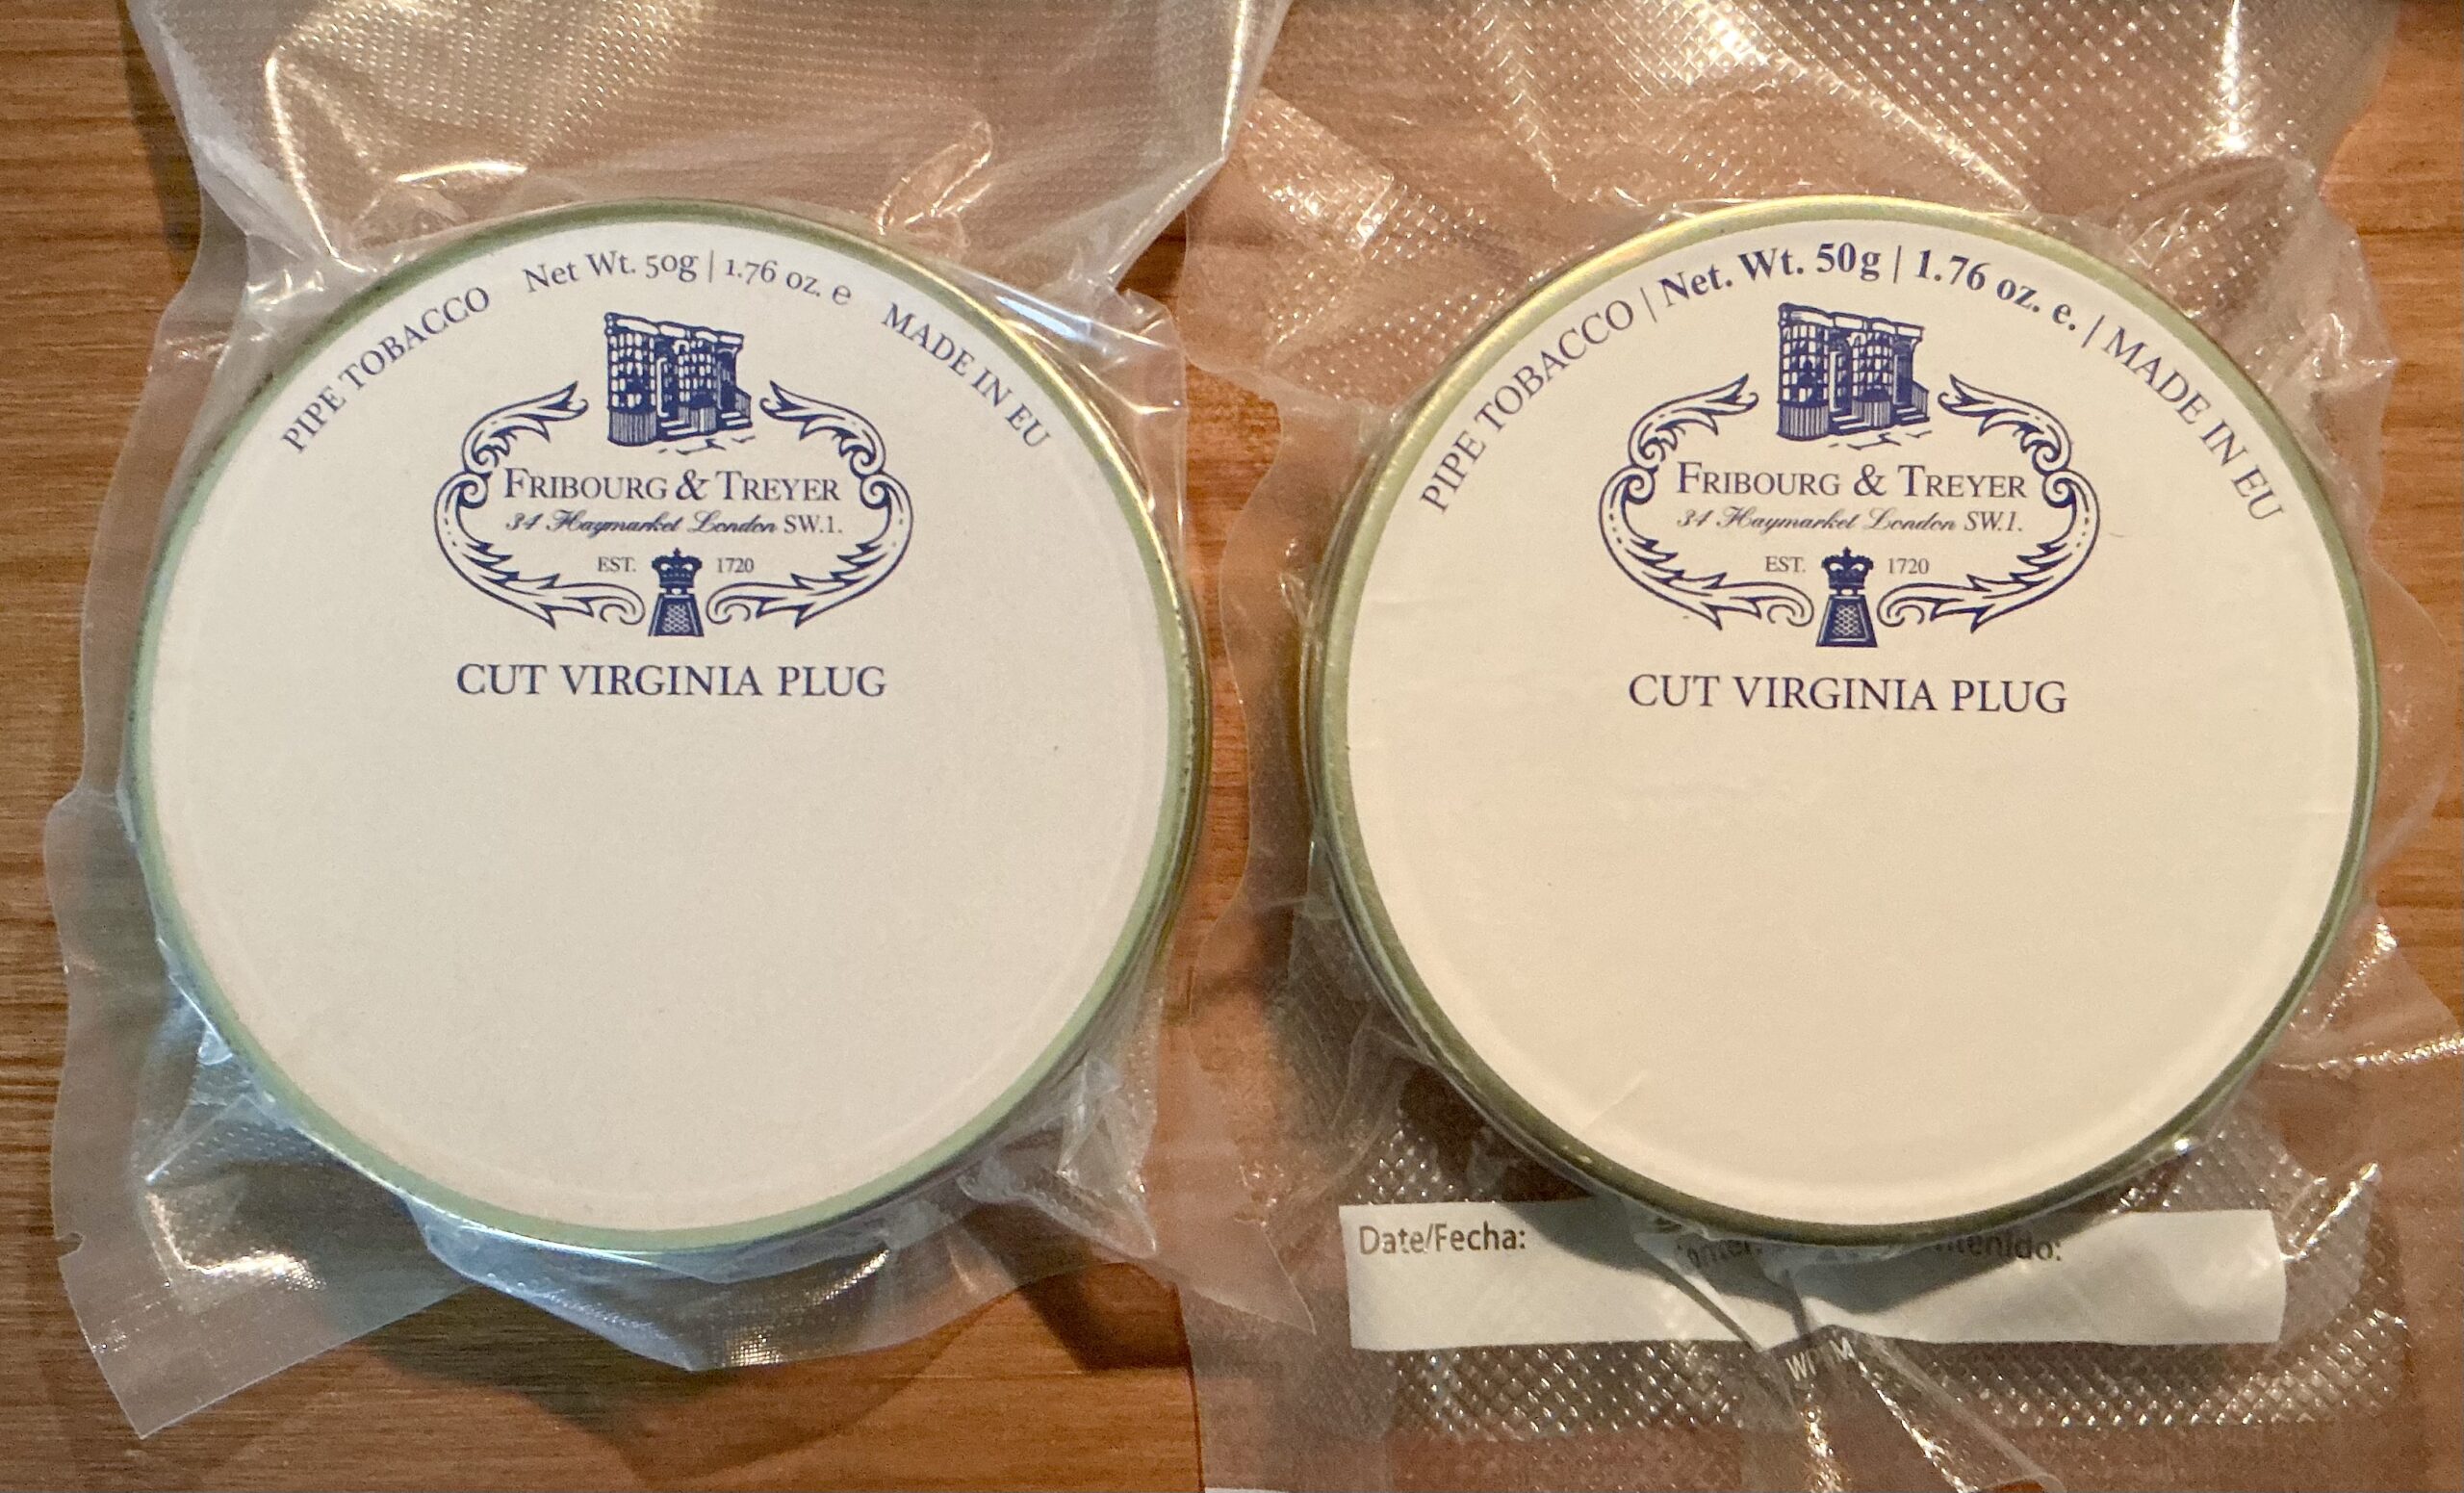 PIPE TOBACCO Net Wt. 50g | 1.76 oz. e MADE IN EU
FRIBOURG & TREYER
34 Haymarket London SW.1.
EST. 1720
CUT VIRGINIA PLUG
PIPE TOBACCO | Net. Wt. 50g | 1.76 oz. e. | MADE IN EU
FRIBOURG & TREYER
34 Haymarket London SW.1.
EST. 1720
CUT VIRGINIA PLUG
Date/Fecha: